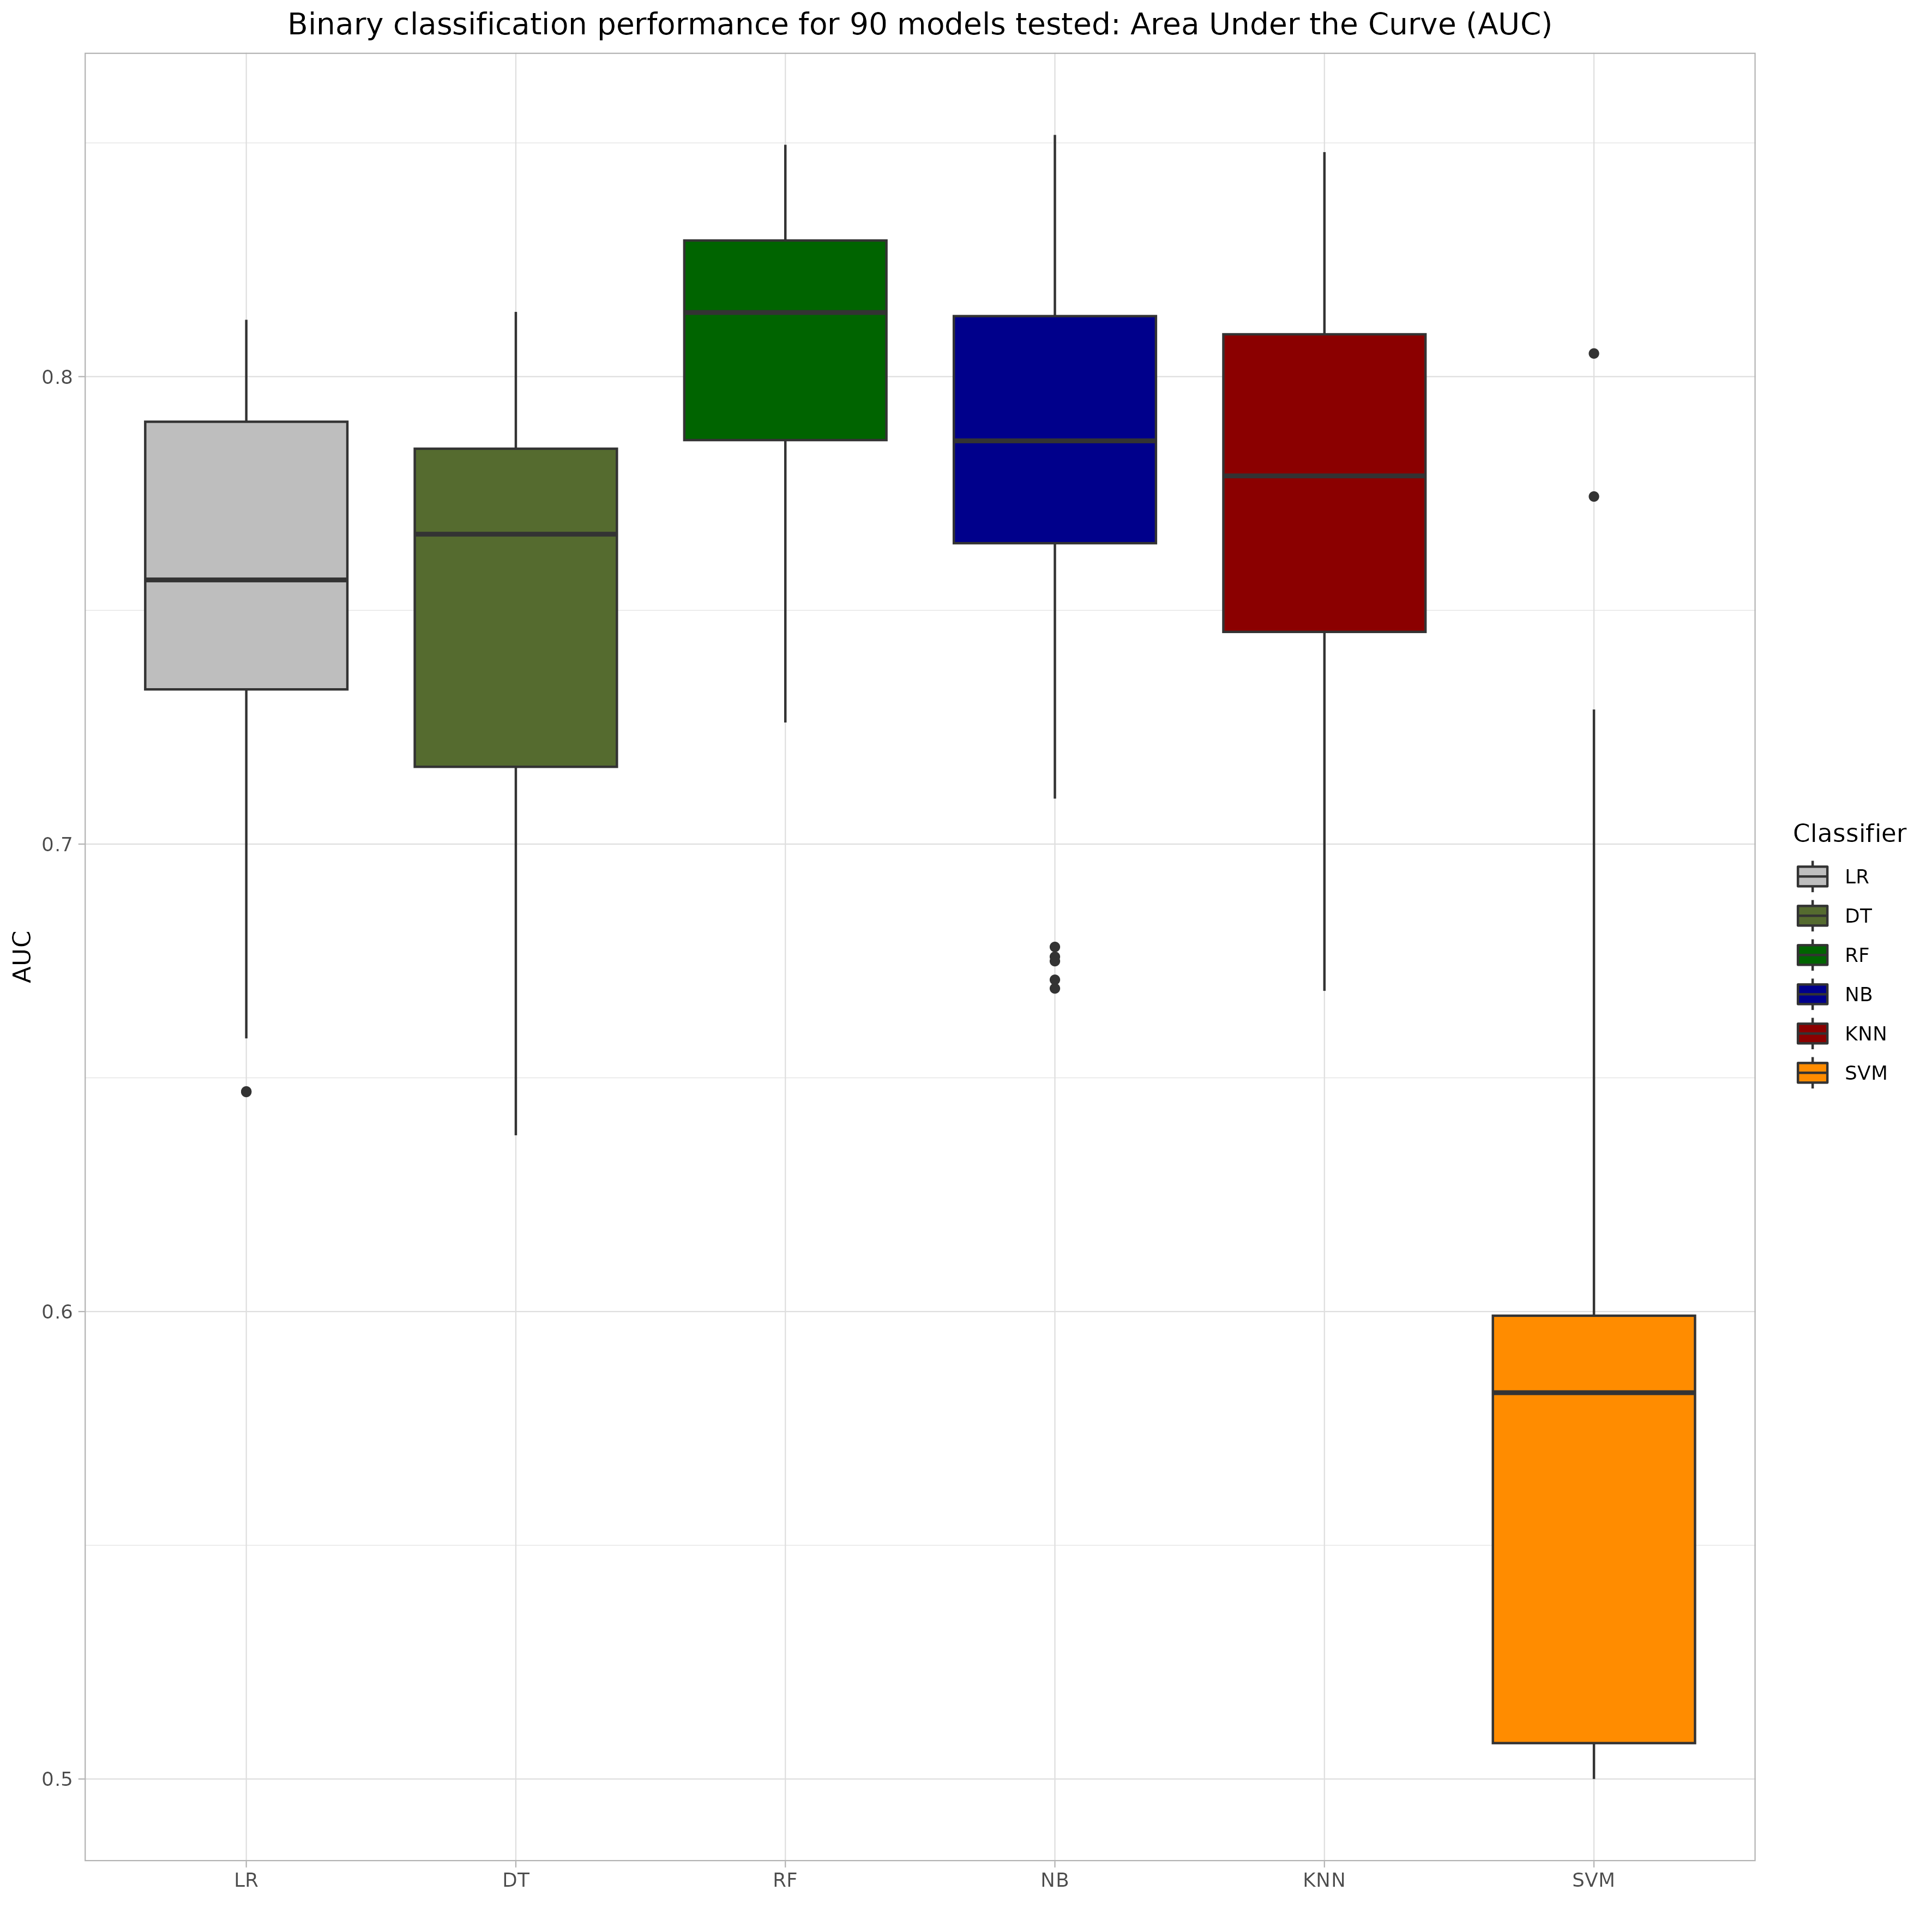 Binary classification performance for 90 models tested: Area Under the Curve (AUC)
AUC
0.8
0.7
0.6
0.5
LR DT RF NB KNN SVM
Classifier
LR
DT
RF
NB
KNN
SVM